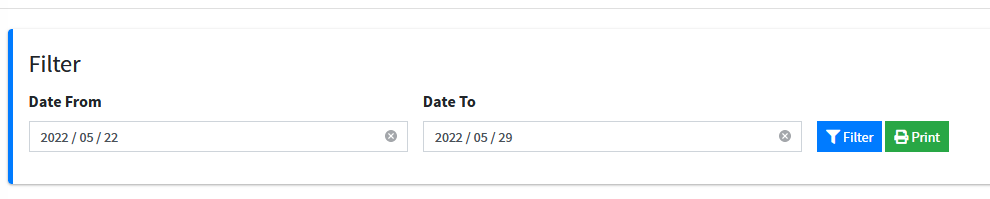 Filter
Date From
Date To
2022 / 05 / 22
2022 / 05 / 29
Filter
Print